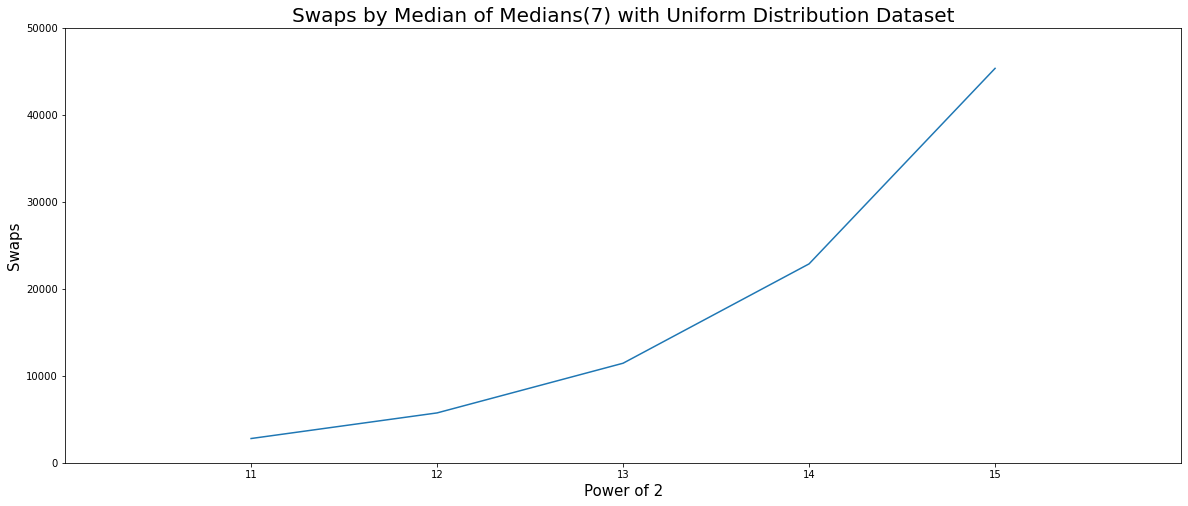 Swaps by Median of Medians(7) with Uniform Distribution Dataset
50000
40000
30000
20000
10000
0
Swaps
11 12 13 14 15
Power of 2